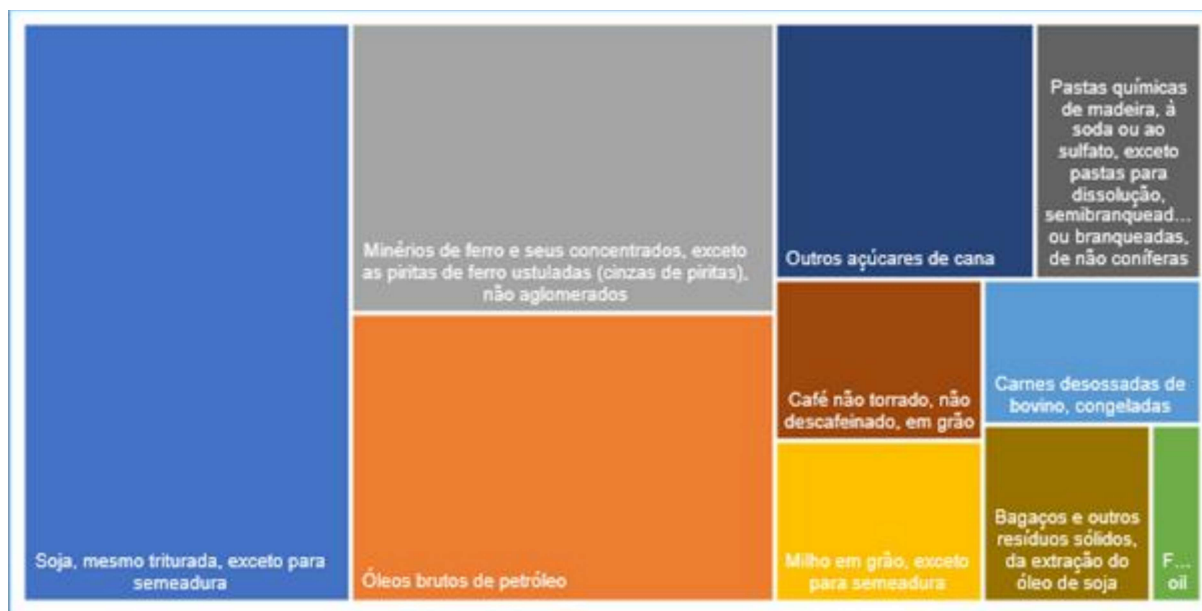 Soja, mesmo triturada, exceto para
semeadura
Minérios de ferro e seus concentrados, exceto
as piritas de ferro ustuladas (cinzas de piritas),
não aglomerados
Óleos brutos de petróleo
Outros açúcares de cana
Pastas químicas
de madeira, à
soda ou ao
sulfato, exceto
pastas para
dissolução,
semibranquead...
ou branqueadas,
de não coníferas
Café não torrado, não
descafeinado, em grão
Carnes desossadas de
bovino, congeladas
Milho em grão, exceto
para semeadura
Bagaços e outros
resíduos sólidos,
da extração do
óleo de soja
F...
oil